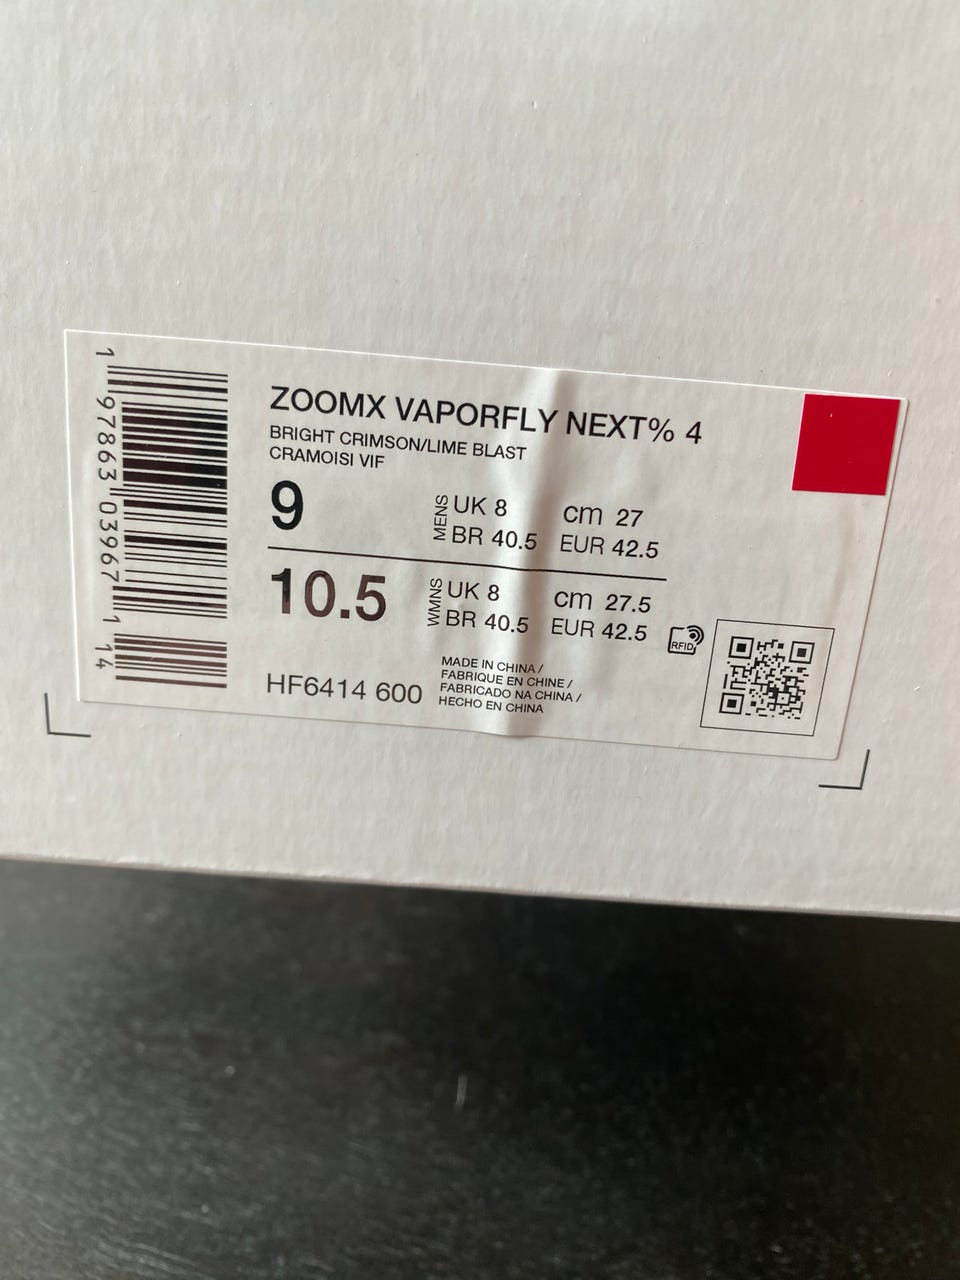 1 97863 03967 1 14
ZOOMX VAPORFLY NEXT% 4
BRIGHT CRIMSON/LIME BLAST
CRAMOISI VIF
9 MENS UK 8 cm 27
BR 40.5 EUR 42.5
10.5 WMNS UK 8 cm 27.5
BR 40.5 EUR 42.5
RFID
HF6414 600
MADE IN CHINA /
FABRIQUE EN CHINE /
FABRICADO NA CHINA /
HECHO EN CHINA